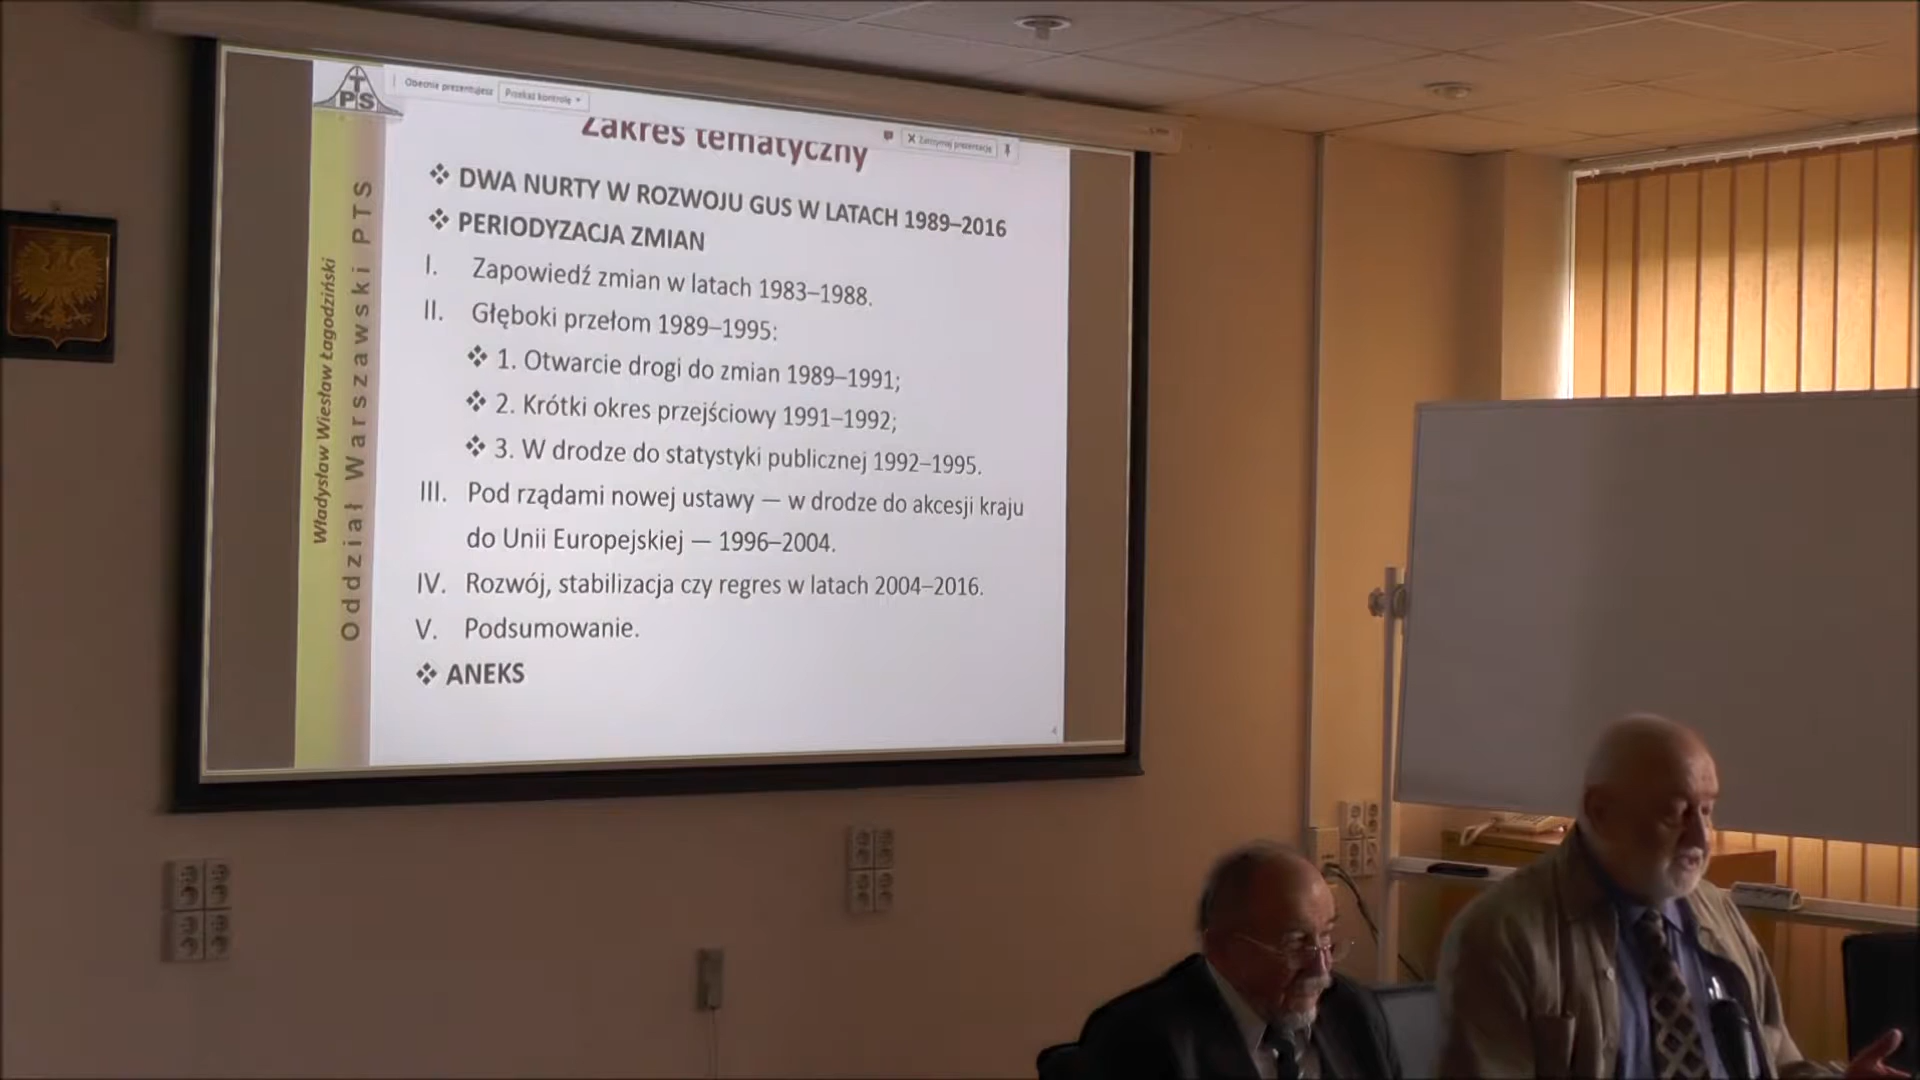 TPS
Obecnie prezentujesz
Przekaż kontrolę
Zatrzymaj prezentację
Zakres tematyczny
❖ DWA NURTY W ROZWOJU GUS W LATACH 1989–2016
❖ PERIODYZACJA ZMIAN
I. Zapowiedź zmian w latach 1983–1988.
II. Głęboki przełom 1989–1995:
❖ 1. Otwarcie drogi do zmian 1989–1991;
❖ 2. Krótki okres przejściowy 1991–1992;
❖ 3. W drodze do statystyki publicznej 1992–1995.
III. Pod rządami nowej ustawy — w drodze do akcesji kraju
do Unii Europejskiej — 1996–2004.
IV. Rozwój, stabilizacja czy regres w latach 2004–2016.
V. Podsumowanie.
❖ ANEKS
4
Władysław Wiesław Łagodziński
Oddział Warszawski PTS